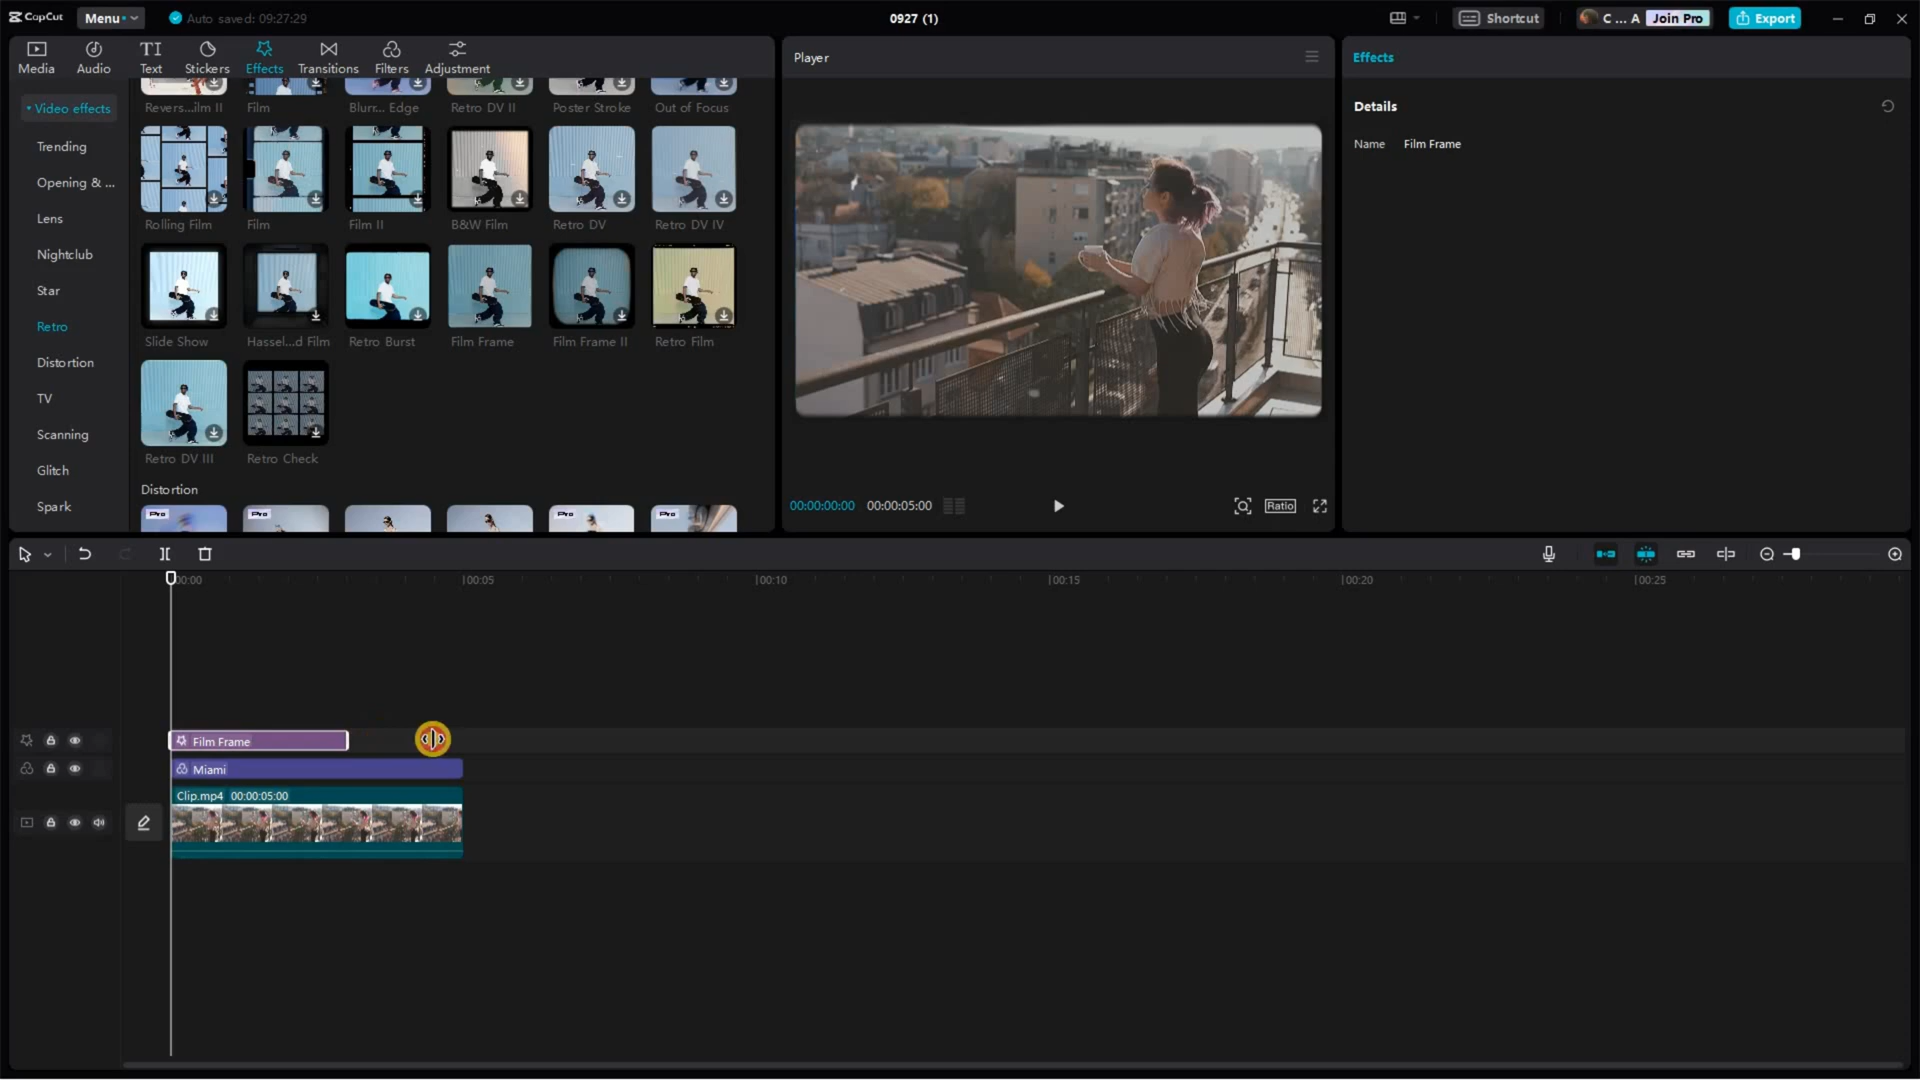 CapCut
Menu
Auto saved: 09:27:29
0927 (1)
Shortcut
C ... A
Join Pro
Export
Media
Audio
TI
Text
Stickers
Effects
Transitions
Filters
Adjustment
Video effects
Trending
Opening & ...
Lens
Nightclub
Star
Retro
Distortion
TV
Scanning
Glitch
Spark
Revers...ilm II
Film
Blurr... Edge
Retro DV II
Poster Stroke
Out of Focus
Rolling Film
Film
Film II
B&W Film
Retro DV
Retro DV IV
Slide Show
Hassel...d Film
Retro Burst
Film Frame
Film Frame II
Retro Film
Retro DV III
Retro Check
Distortion
Pro
Pro
Pro
Pro
Player
00:00:00:00
00:00:05:00
Ratio
Effects
Details
Name
Film Frame
00:00
00:05
00:10
00:15
00:20
00:25
Film Frame
Miami
Clip.mp4 00:00:05:00